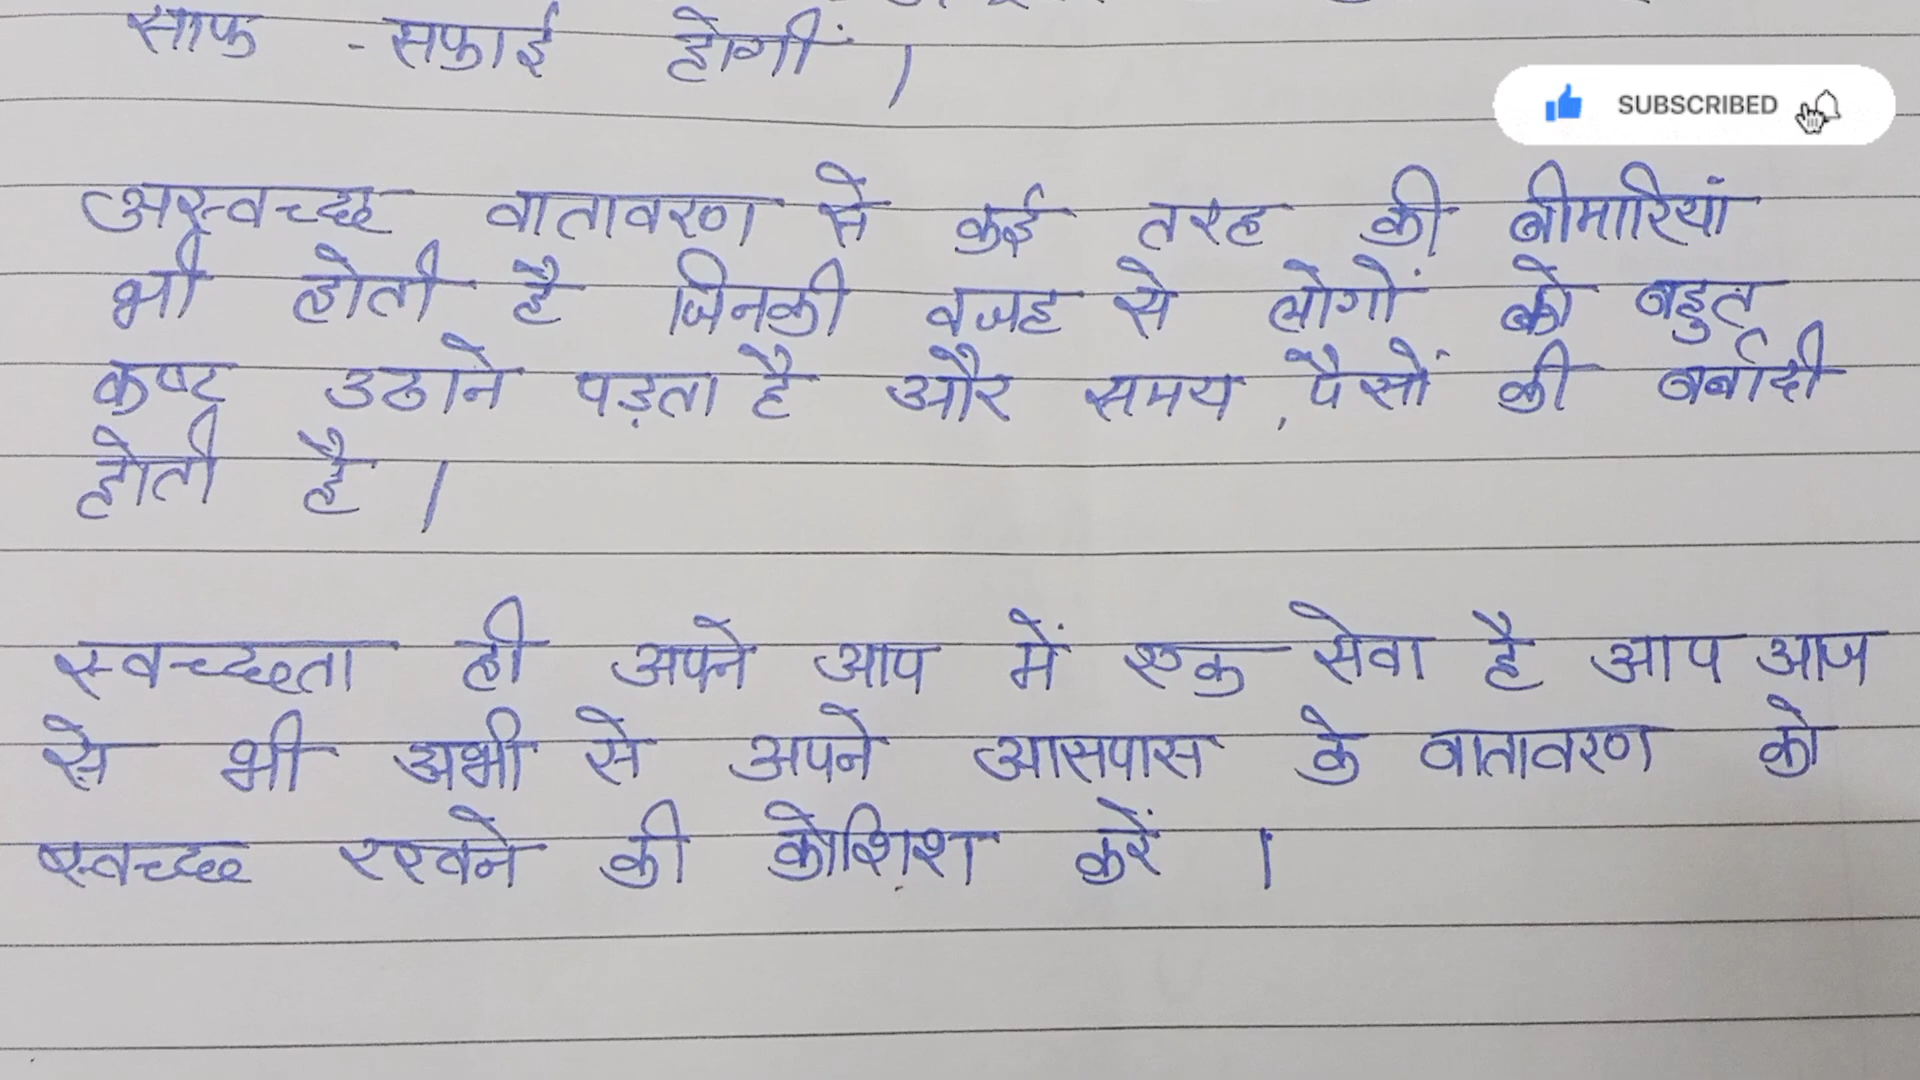 साफ -सफाई होगीं ।
SUBSCRIBED
अस्वच्छ वातावरण से कई तरह की बीमारियां
भी होती है जिनकी वजह से लोगों को बहुत
कष्ट उठाने पड़ता है और समय, पैसों की बर्बादी
होती है ।
स्वच्छता ही अपने आप में एक सेवा है आप आज
से भी अभी से अपने आसपास के वातावरण को
स्वच्छ रखने की कोशिश करें ।